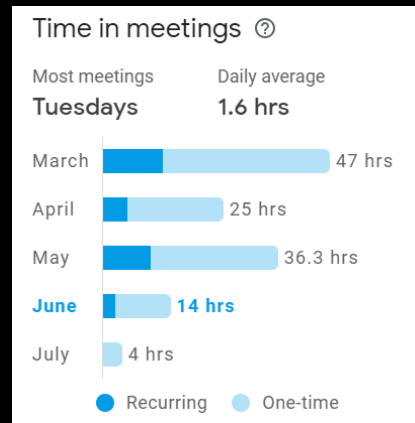 Time in meetings ?
Most meetings Daily average
Tuesdays 1.6 hrs
March 47 hrs
April 25 hrs
May 36.3 hrs
June 14 hrs
July 4 hrs
Recurring One-time